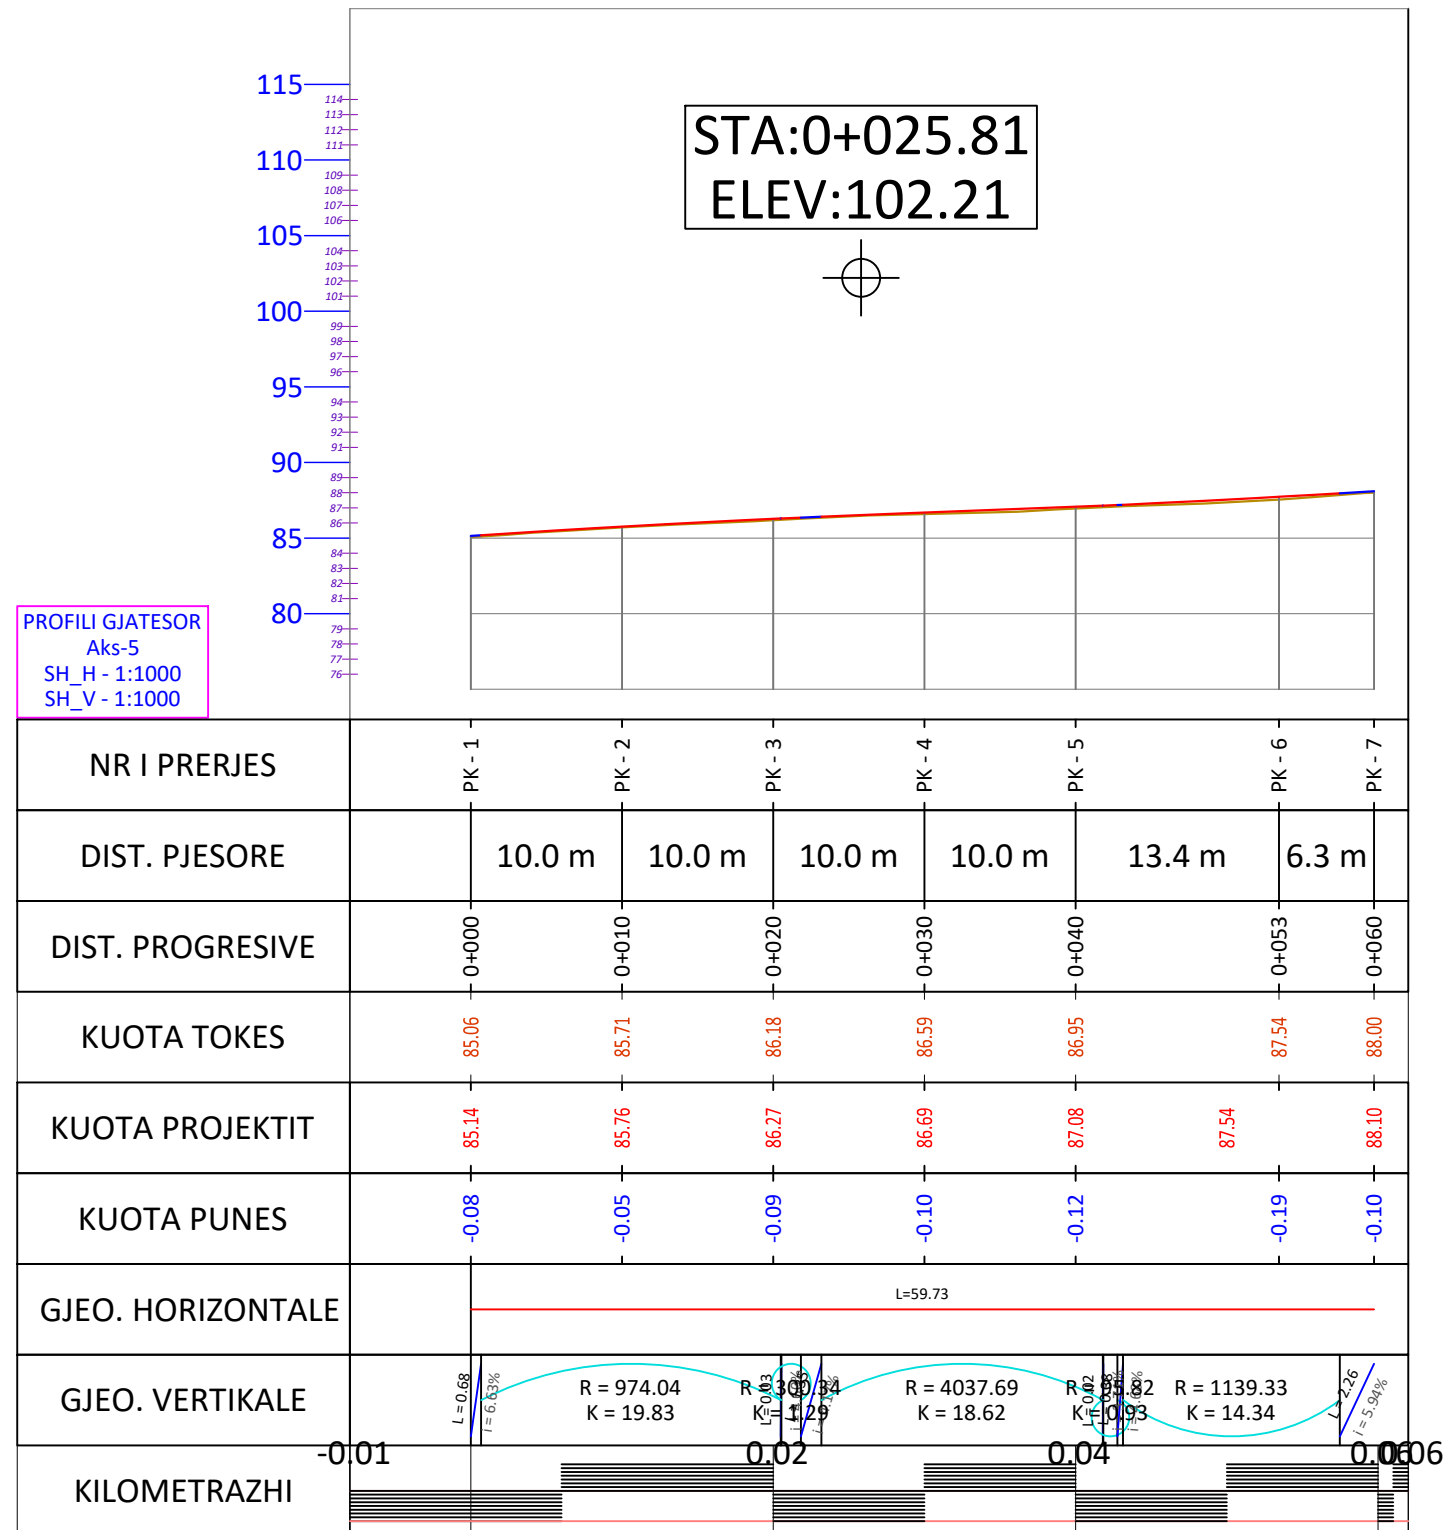 STA:0+025.81
ELEV:102.21
115
114
113
112
111
110
109
108
107
106
105
104
103
102
101
100
99
98
97
96
95
94
93
92
91
90
89
88
87
86
85
84
83
82
81
80
79
78
77
76
PROFILI GJATESOR
Aks-5
SH_H - 1:1000
SH_V - 1:1000
NR I PRERJES PK - 1 PK - 2 PK - 3 PK - 4 PK - 5 PK - 6 PK - 7
DIST. PJESORE 10.0 m 10.0 m 10.0 m 10.0 m 13.4 m 6.3 m
DIST. PROGRESIVE 0+000 0+010 0+020 0+030 0+040 0+053 0+060
KUOTA TOKES 85.06 85.71 86.18 86.59 86.95 87.54 88.00
KUOTA PROJEKTIT 85.14 85.76 86.27 86.69 87.08 87.54 88.10
KUOTA PUNES -0.08 -0.05 -0.09 -0.10 -0.12 -0.19 -0.10
GJEO. HORIZONTALE L=59.73
GJEO. VERTIKALE
L = 0.68
i = 6.63%
R = 974.04
K = 19.83
L = 0.03
R = 4037.69
K = 18.62
L = 0.02
R = 1139.33
K = 14.34
L = 2.26
i = 5.94%
KILOMETRAZHI -0.01 0.02 0.04 0.06 0.06